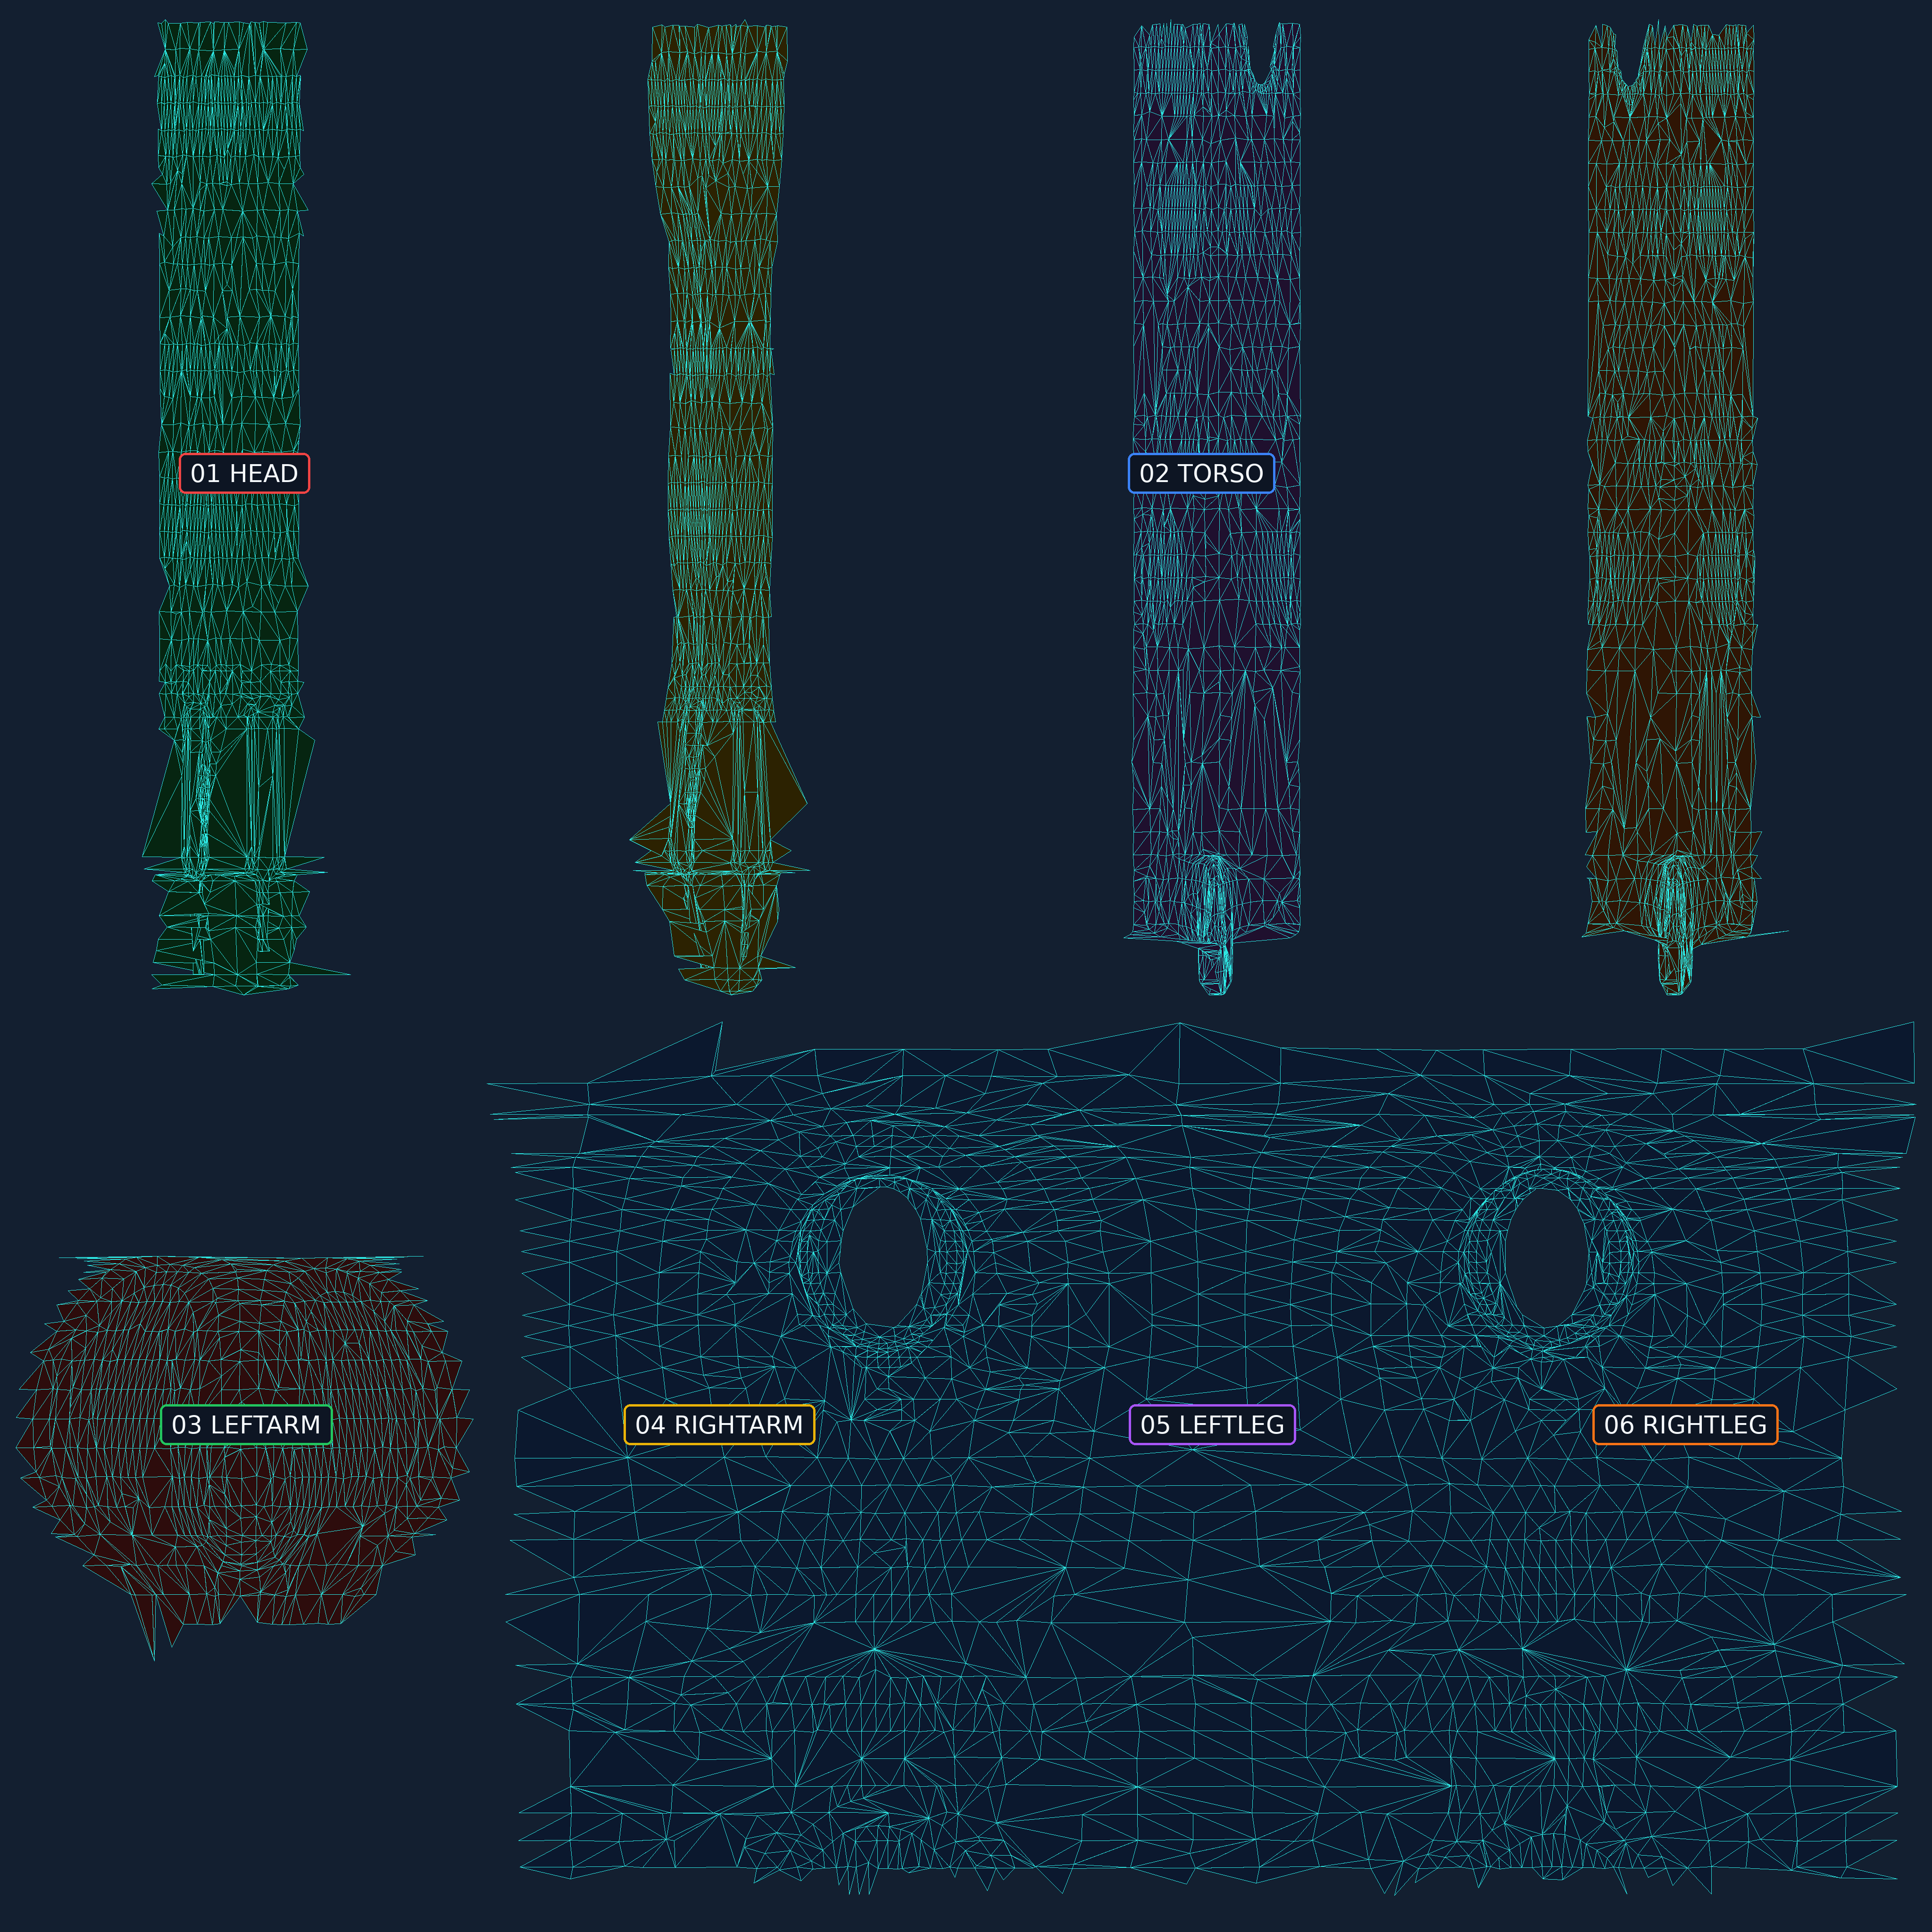 01 HEAD
02 TORSO
03 LEFTARM
04 RIGHTARM
05 LEFTLEG
06 RIGHTLEG